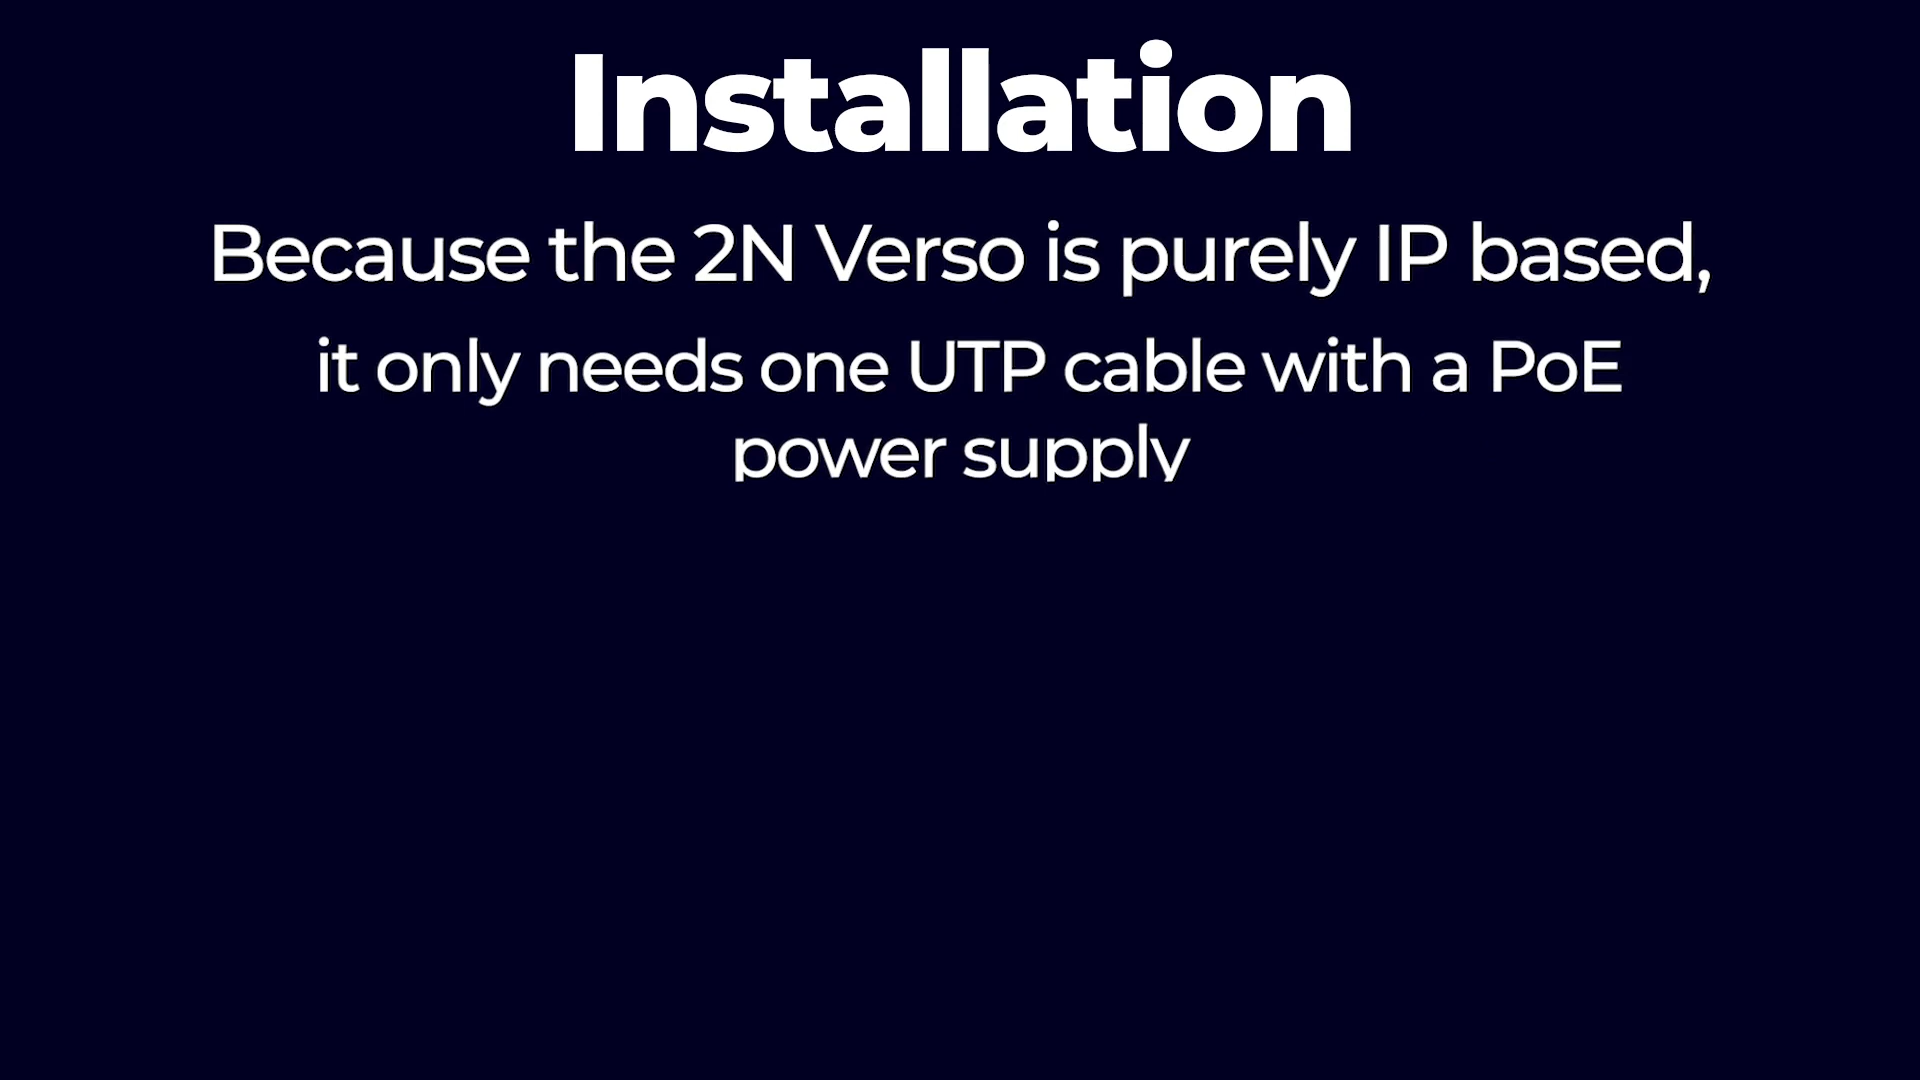 Installation
Because the 2N Verso is purely IP based,
it only needs one UTP cable with a PoE
power supply